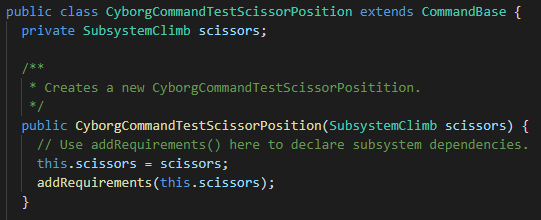 public class CyborgCommandTestScissorPosition extends CommandBase {
  private SubsystemClimb scissors;

  /**
   * Creates a new CyborgCommandTestScissorPositition.
   */
  public CyborgCommandTestScissorPosition(SubsystemClimb scissors) {
    // Use addRequirements() here to declare subsystem dependencies.
    this.scissors = scissors;
    addRequirements(this.scissors);
  }